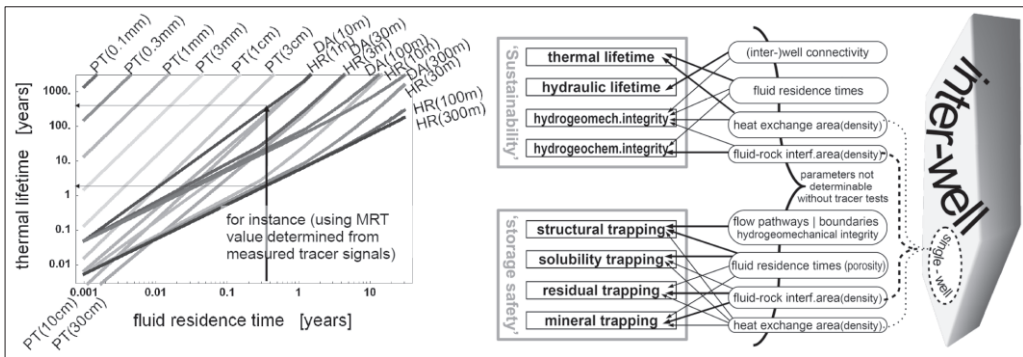 PT(0.1mm)
PT(0.3mm)
PT(1mm)
PT(3mm)
PT(1cm)
PT(3cm)
DA(10m)
HR(1m)
DA(30m)
HR(3m)
DA(100m)
HR(10m)
DA(300m)
HR(30m)
HR(100m)
HR(300m)
1000.
100.
10.
1
0.1
0.01
thermal lifetime [years]
for instance (using MRT
value determined from
measured tracer signals)
0.001 0.01 0.1 1 10
PT(10cm)
PT(30cm)
fluid residence time [years]
'Sustainability'
thermal lifetime
hydraulic lifetime
hydrogeomech.integrity
hydrogeochem.integrity
(inter-)well connectivity
fluid residence times
heat exchange area(density)
fluid-rock interf.area(density)
parameters not
determinable
without tracer tests
'storage safety'
structural trapping
solubility trapping
residual trapping
mineral trapping
flow pathways | boundaries
hydrogeomechanical integrity
fluid residence times (porosity)
fluid-rock interf.area(density)
heat exchange area(density)
inter-well
single-well